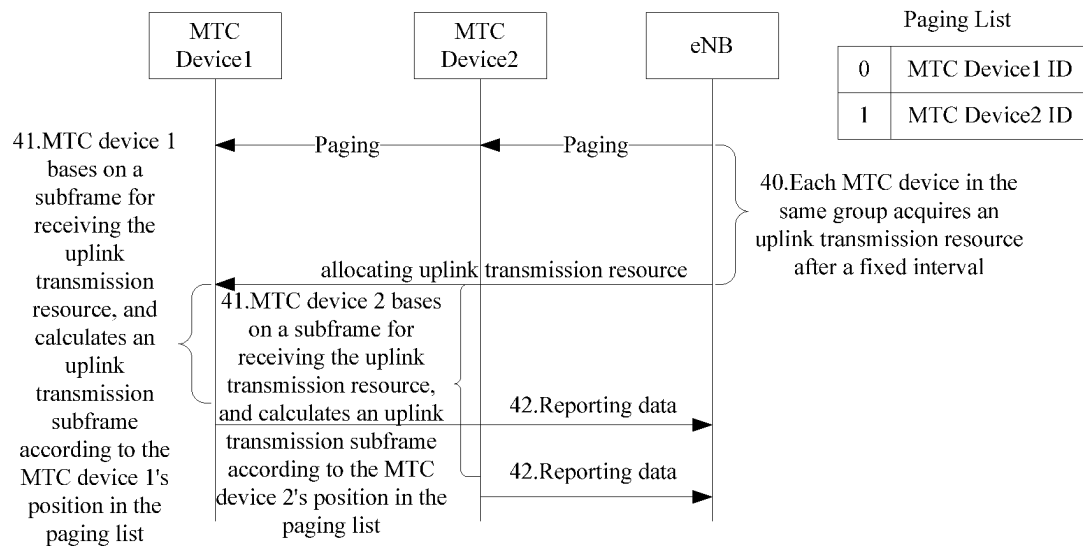 MTC
Device1
MTC
Device2
eNB
Paging List
0 MTC Device1 ID
1 MTC Device2 ID
Paging
Paging
40.Each MTC device in the
same group acquires an
uplink transmission resource
after a fixed interval
allocating uplink transmission resource
41.MTC device 1
bases on a
subframe for
receiving the
uplink
transmission
resource, and
calculates an
uplink
transmission
subframe
according to the
MTC device 1's
position in the
paging list
41.MTC device 2 bases
on a subframe for
receiving the uplink
transmission resource,
and calculates an uplink
transmission subframe
according to the MTC
device 2's position in the
paging list
42.Reporting data
42.Reporting data